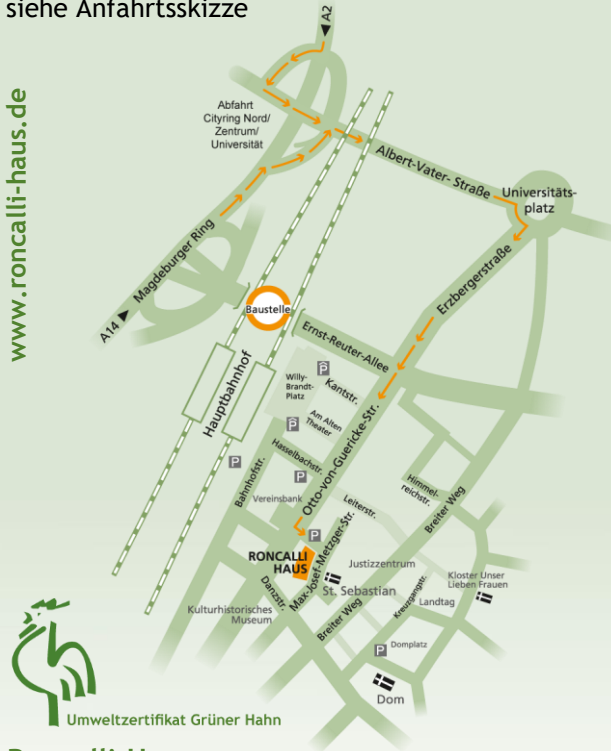 siehe Anfahrtsskizze
A2
www.roncalli-haus.de
Abfahrt
Cityring Nord/
Zentrum/
Universität
Albert-Vater- Straße
Universitäts-
platz
Magdeburger Ring
Erzbergerstraße
A14
Baustelle
Ernst-Reuter-Allee
Hauptbahnhof
Willy-
Brandt-
Platz
P
Kantstr.
Am Alten
Theater
P
Otto-von-Guericke-Str.
Hasselbachstr.
P
P
Bahnhofstr.
Himmel-
reichstr.
Breiter Weg
Vereinsbank
Leiterstr.
P
RONCALLI
HAUS
Max-Josef-Metzger-Str.
Justizzentrum
St. Sebastian
Danzstr.
Kulturhistorisches
Museum
Breiter Weg
Kreuzgangstr.
Kloster Unser
Lieben Frauen
Landtag
P
Domplatz
Dom
Umweltzertifikat Grüner Hahn